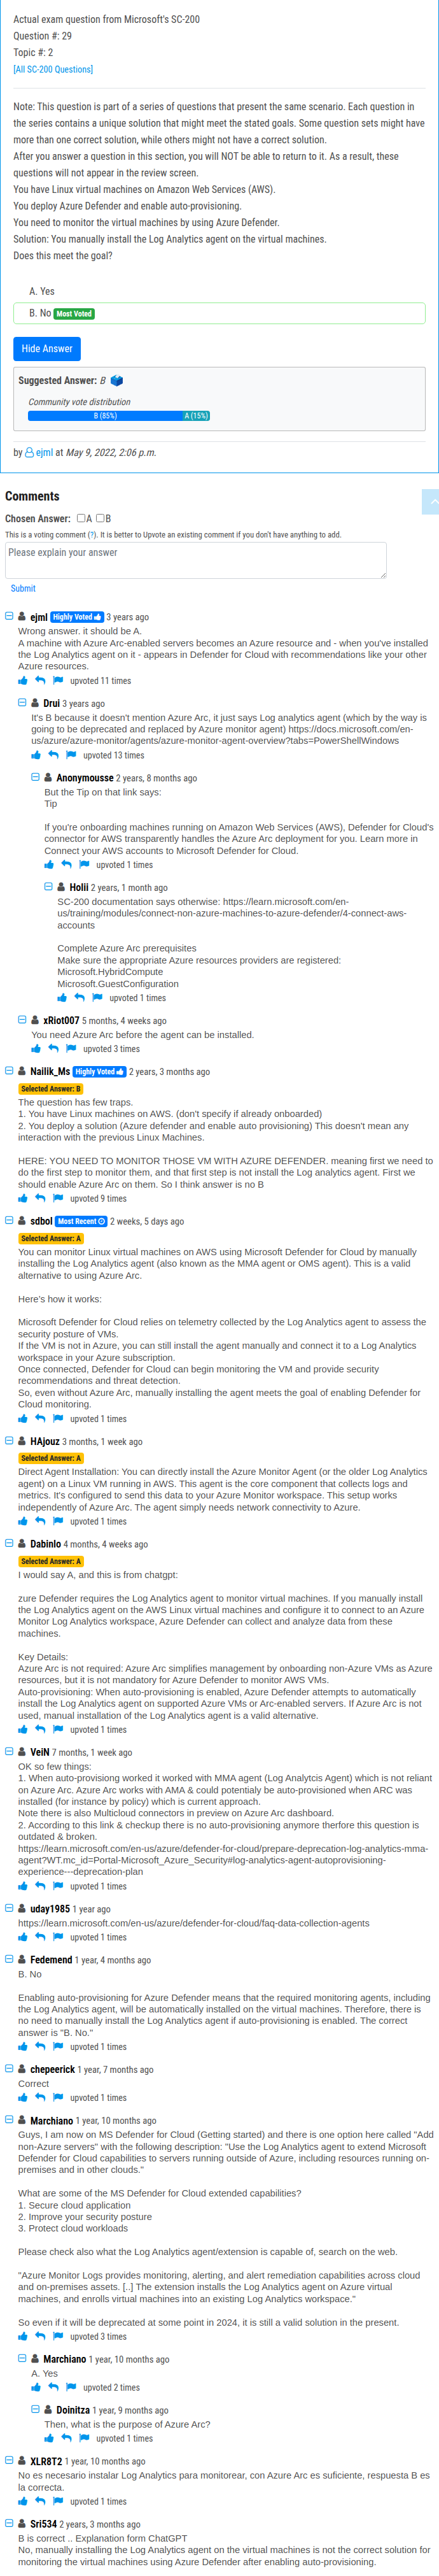 Actual exam question from Microsoft's SC-200
Question #: 29
Topic #: 2
[All SC-200 Questions]
Note: This question is part of a series of questions that present the same scenario. Each question in
the series contains a unique solution that might meet the stated goals. Some question sets might have
more than one correct solution, while others might not have a correct solution.
After you answer a question in this section, you will NOT be able to return to it. As a result, these
questions will not appear in the review screen.
You have Linux virtual machines on Amazon Web Services (AWS).
You deploy Azure Defender and enable auto-provisioning.
You need to monitor the virtual machines by using Azure Defender.
Solution: You manually install the Log Analytics agent on the virtual machines.
Does this meet the goal?
A. Yes
B. No Most Voted
Hide Answer
Suggested Answer: B
Community vote distribution
B (85%) A (15%)
by ejml at May 9, 2022, 2:06 p.m.
Comments
Chosen Answer: A B
This is a voting comment (?). It is better to Upvote an existing comment if you don't have anything to add.
Please explain your answer
Submit
ejml Highly Voted 3 years ago
Wrong answer. it should be A.
A machine with Azure Arc-enabled servers becomes an Azure resource and - when you've installed
the Log Analytics agent on it - appears in Defender for Cloud with recommendations like your other
Azure resources.
upvoted 11 times
Drui 3 years ago
It's B because it doesn't mention Azure Arc, it just says Log analytics agent (which by the way is
going to be deprecated and replaced by Azure monitor agent) https://docs.microsoft.com/en-
us/azure/azure-monitor/agents/azure-monitor-agent-overview?tabs=PowerShellWindows
upvoted 13 times
Anonymousse 2 years, 8 months ago
But the Tip on that link says:
Tip
If you're onboarding machines running on Amazon Web Services (AWS), Defender for Cloud's
connector for AWS transparently handles the Azure Arc deployment for you. Learn more in
Connect your AWS accounts to Microsoft Defender for Cloud.
upvoted 1 times
Holii 2 years, 1 month ago
SC-200 documentation says otherwise: https://learn.microsoft.com/en-
us/training/modules/connect-non-azure-machines-to-azure-defender/4-connect-aws-
accounts
Complete Azure Arc prerequisites
Make sure the appropriate Azure resources providers are registered:
Microsoft.HybridCompute
Microsoft.GuestConfiguration
upvoted 1 times
xRiot007 5 months, 4 weeks ago
You need Azure Arc before the agent can be installed.
upvoted 3 times
Nailik_Ms Highly Voted 2 years, 3 months ago
Selected Answer: B
The question has few traps.
1. You have Linux machines on AWS. (don't specify if already onboarded)
2. You deploy a solution (Azure defender and enable auto provisioning) This doesn't mean any
interaction with the previous Linux Machines.
HERE: YOU NEED TO MONITOR THOSE VM WITH AZURE DEFENDER. meaning first we need to
do the first step to monitor them, and that first step is not install the Log analytics agent. First we
should enable Azure Arc on them. So I think answer is no B
upvoted 9 times
sdbol Most Recent 2 weeks, 5 days ago
Selected Answer: A
You can monitor Linux virtual machines on AWS using Microsoft Defender for Cloud by manually
installing the Log Analytics agent (also known as the MMA agent or OMS agent). This is a valid
alternative to using Azure Arc.
Here's how it works:
Microsoft Defender for Cloud relies on telemetry collected by the Log Analytics agent to assess the
security posture of VMs.
If the VM is not in Azure, you can still install the agent manually and connect it to a Log Analytics
workspace in your Azure subscription.
Once connected, Defender for Cloud can begin monitoring the VM and provide security
recommendations and threat detection.
So, even without Azure Arc, manually installing the agent meets the goal of enabling Defender for
Cloud monitoring.
upvoted 1 times
HAjouz 3 months, 1 week ago
Selected Answer: A
Direct Agent Installation: You can directly install the Azure Monitor Agent (or the older Log Analytics
agent) on a Linux VM running in AWS. This agent is the core component that collects logs and
metrics. It's configured to send this data to your Azure Monitor workspace. This setup works
independently of Azure Arc. The agent simply needs network connectivity to Azure.
upvoted 1 times
Dabinlo 4 months, 4 weeks ago
Selected Answer: A
I would say A, and this is from chatgpt:
zure Defender requires the Log Analytics agent to monitor virtual machines. If you manually install
the Log Analytics agent on the AWS Linux virtual machines and configure it to connect to an Azure
Monitor Log Analytics workspace, Azure Defender can collect and analyze data from these
machines.
Key Details:
Azure Arc is not required: Azure Arc simplifies management by onboarding non-Azure VMs as Azure
resources, but it is not mandatory for Azure Defender to monitor AWS VMs.
Auto-provisioning: When auto-provisioning is enabled, Azure Defender attempts to automatically
install the Log Analytics agent on supported Azure VMs or Arc-enabled servers. If Azure Arc is not
used, manual installation of the Log Analytics agent is a valid alternative.
upvoted 1 times
VeiN 7 months, 1 week ago
OK so few things:
1. When auto-provisiong worked it worked with MMA agent (Log Analytcis Agent) which is not reliant
on Azure Arc. Azure Arc works with AMA & could potentialy be auto-provisioned when ARC was
installed (for instance by policy) which is current approach.
Note there is also Multicloud connectors in preview on Azure Arc dashboard.
2. According to this link & checkup there is no auto-provisioning anymore therfore this question is
outdated & broken.
https://learn.microsoft.com/en-us/azure/defender-for-cloud/prepare-deprecation-log-analytics-mma-
agent?WT.mc_id=Portal-Microsoft_Azure_Security#log-analytics-agent-autoprovisioning-
experience---deprecation-plan
upvoted 1 times
uday1985 1 year ago
https://learn.microsoft.com/en-us/azure/defender-for-cloud/faq-data-collection-agents
upvoted 1 times
Fedemend 1 year, 4 months ago
B. No
Enabling auto-provisioning for Azure Defender means that the required monitoring agents, including
the Log Analytics agent, will be automatically installed on the virtual machines. Therefore, there is
no need to manually install the Log Analytics agent if auto-provisioning is enabled. The correct
answer is "B. No."
upvoted 1 times
chepeerick 1 year, 7 months ago
Correct
upvoted 1 times
Marchiano 1 year, 10 months ago
Guys, I am now on MS Defender for Cloud (Getting started) and there is one option here called "Add
non-Azure servers" with the following description: "Use the Log Analytics agent to extend Microsoft
Defender for Cloud capabilities to servers running outside of Azure, including resources running on-
premises and in other clouds."
What are some of the MS Defender for Cloud extended capabilities?
1. Secure cloud application
2. Improve your security posture
3. Protect cloud workloads
Please check also what the Log Analytics agent/extension is capable of, search on the web.
"Azure Monitor Logs provides monitoring, alerting, and alert remediation capabilities across cloud
and on-premises assets. [..] The extension installs the Log Analytics agent on Azure virtual
machines, and enrolls virtual machines into an existing Log Analytics workspace."
So even if it will be deprecated at some point in 2024, it is still a valid solution in the present.
upvoted 3 times
Marchiano 1 year, 10 months ago
A. Yes
upvoted 2 times
Doinitza 1 year, 9 months ago
Then, what is the purpose of Azure Arc?
upvoted 1 times
XLR8T2 1 year, 10 months ago
No es necesario instalar Log Analytics para monitorear, con Azure Arc es suficiente, respuesta B es
la correcta.
upvoted 1 times
Sri534 2 years, 3 months ago
B is correct .. Explanation form ChatGPT
No, manually installing the Log Analytics agent on the virtual machines is not the correct solution for
monitoring the virtual machines using Azure Defender after enabling auto-provisioning.